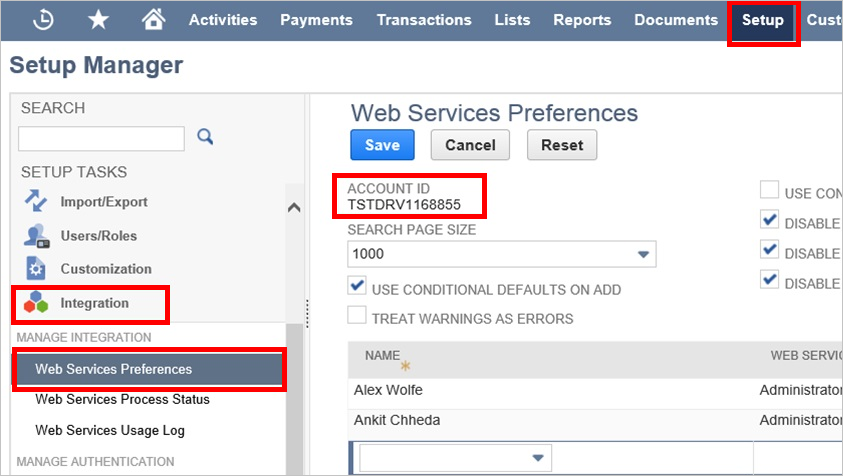 Activities Payments Transactions Lists Reports Documents Setup Cust
Setup Manager
SEARCH
SETUP TASKS
Import/Export
Users/Roles
Customization
Integration
MANAGE INTEGRATION
Web Services Preferences
Web Services Process Status
Web Services Usage Log
MANAGE AUTHENTICATION
Web Services Preferences
Save Cancel Reset
ACCOUNT ID
TSTDRV1168855
SEARCH PAGE SIZE
1000
USE CONDITIONAL DEFAULTS ON ADD
TREAT WARNINGS AS ERRORS
USE CON
DISABLE
DISABLE
DISABLE
NAME WEB SERVIC
Alex Wolfe Administrator
Ankit Chheda Administrator